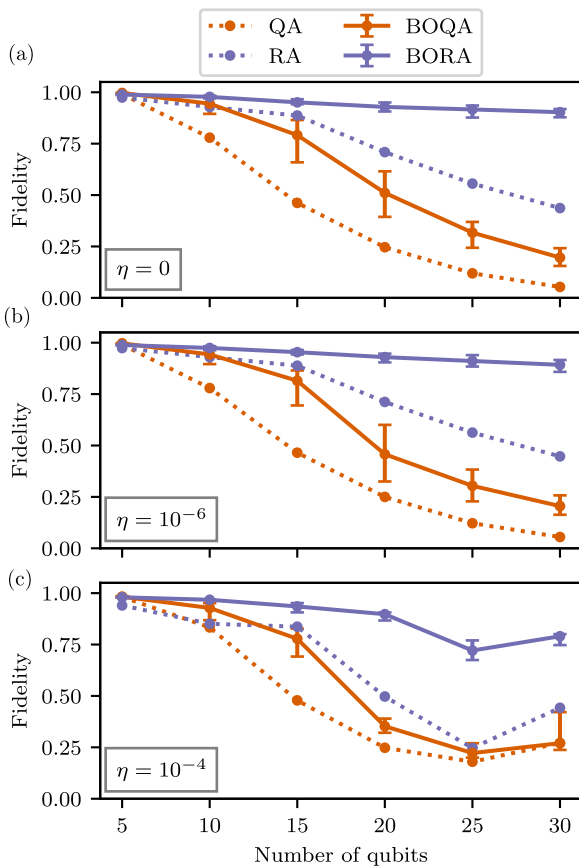 QA BOQA
RA BORA
(a)
1.00
0.75
0.50
0.25
0.00
Fidelity
η = 0
(b)
1.00
0.75
0.50
0.25
0.00
Fidelity
η = 10⁻⁶
(c)
1.00
0.75
0.50
0.25
0.00
Fidelity
η = 10⁻⁴
5 10 15 20 25 30
Number of qubits